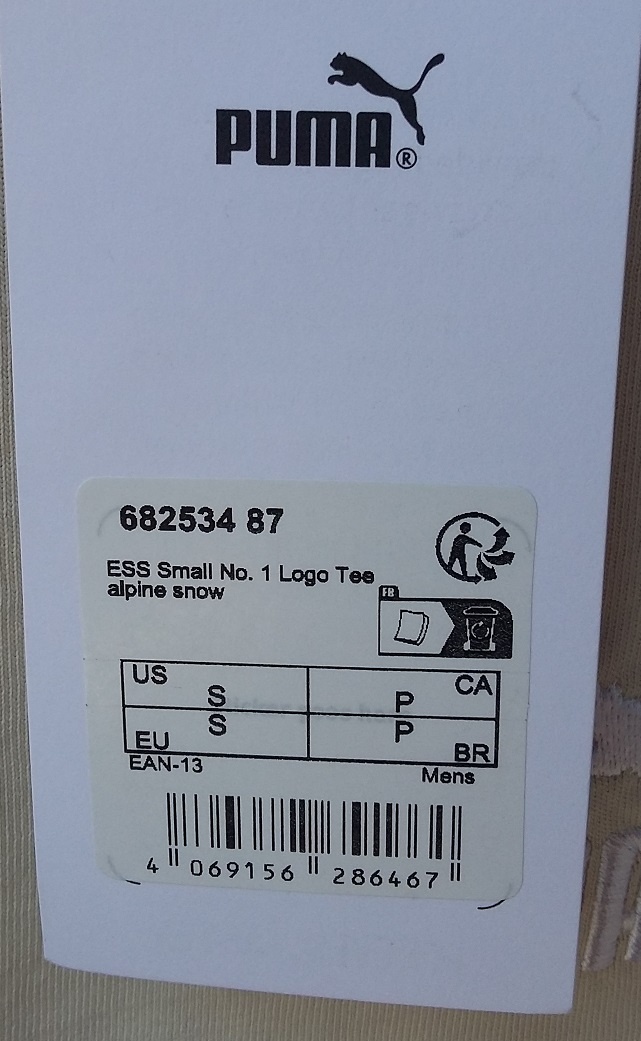 PUMA®
682534 87
ESS Small No. 1 Logo Tee
alpine snow
FR
US S P CA
EU S P BR
EAN-13 Mens
4 069156 286467